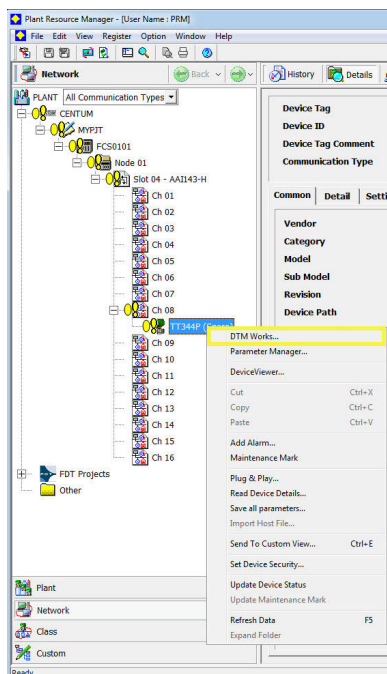 Plant Resource Manager - [User Name : PRM]
File Edit View Register Option Window Help
Network Back History Details
PLANT All Communication Types
CENTUM
MYPJT
FCS0101
Node 01
Slot 04 - AAI143-H
Ch 01
Ch 02
Ch 03
Ch 04
Ch 05
Ch 06
Ch 07
Ch 08
TT344P
Ch 09
Ch 10
Ch 11
Ch 12
Ch 13
Ch 14
Ch 15
Ch 16
FDT Projects
Other
Device Tag
Device ID
Device Tag Comment
Communication Type
Common Detail Setti
Vendor
Category
Model
Sub Model
Revision
Device Path
DTM Works...
Parameter Manager...
DeviceViewer...
Cut Ctrl+X
Copy Ctrl+C
Paste Ctrl+V
Add Alarm...
Maintenance Mark
Plug & Play...
Read Device Details...
Save all parameters...
Import Host File...
Send To Custom View... Ctrl+E
Set Device Security...
Update Device Status
Update Maintenance Mark
Refresh Data F5
Expand Folder
Plant
Network
Class
Custom
Ready